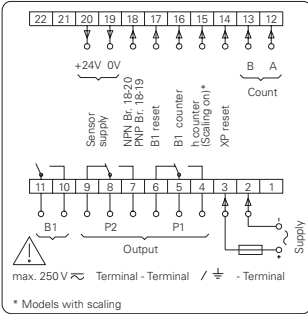 22 21 20 19 18 17 16 15 14 13 12
+24V 0V
B A
Count
Sensor
supply
NPN Br. 18-20
PNP Br. 18-19
B1 reset
B1 counter
h counter
(Scaling on)*
XP reset
11 10 9 8 7 6 5 4 3 2 1
B1 P2 P1
Output
- +
Supply
max. 250 V Terminal - Terminal / - Terminal
* Models with scaling